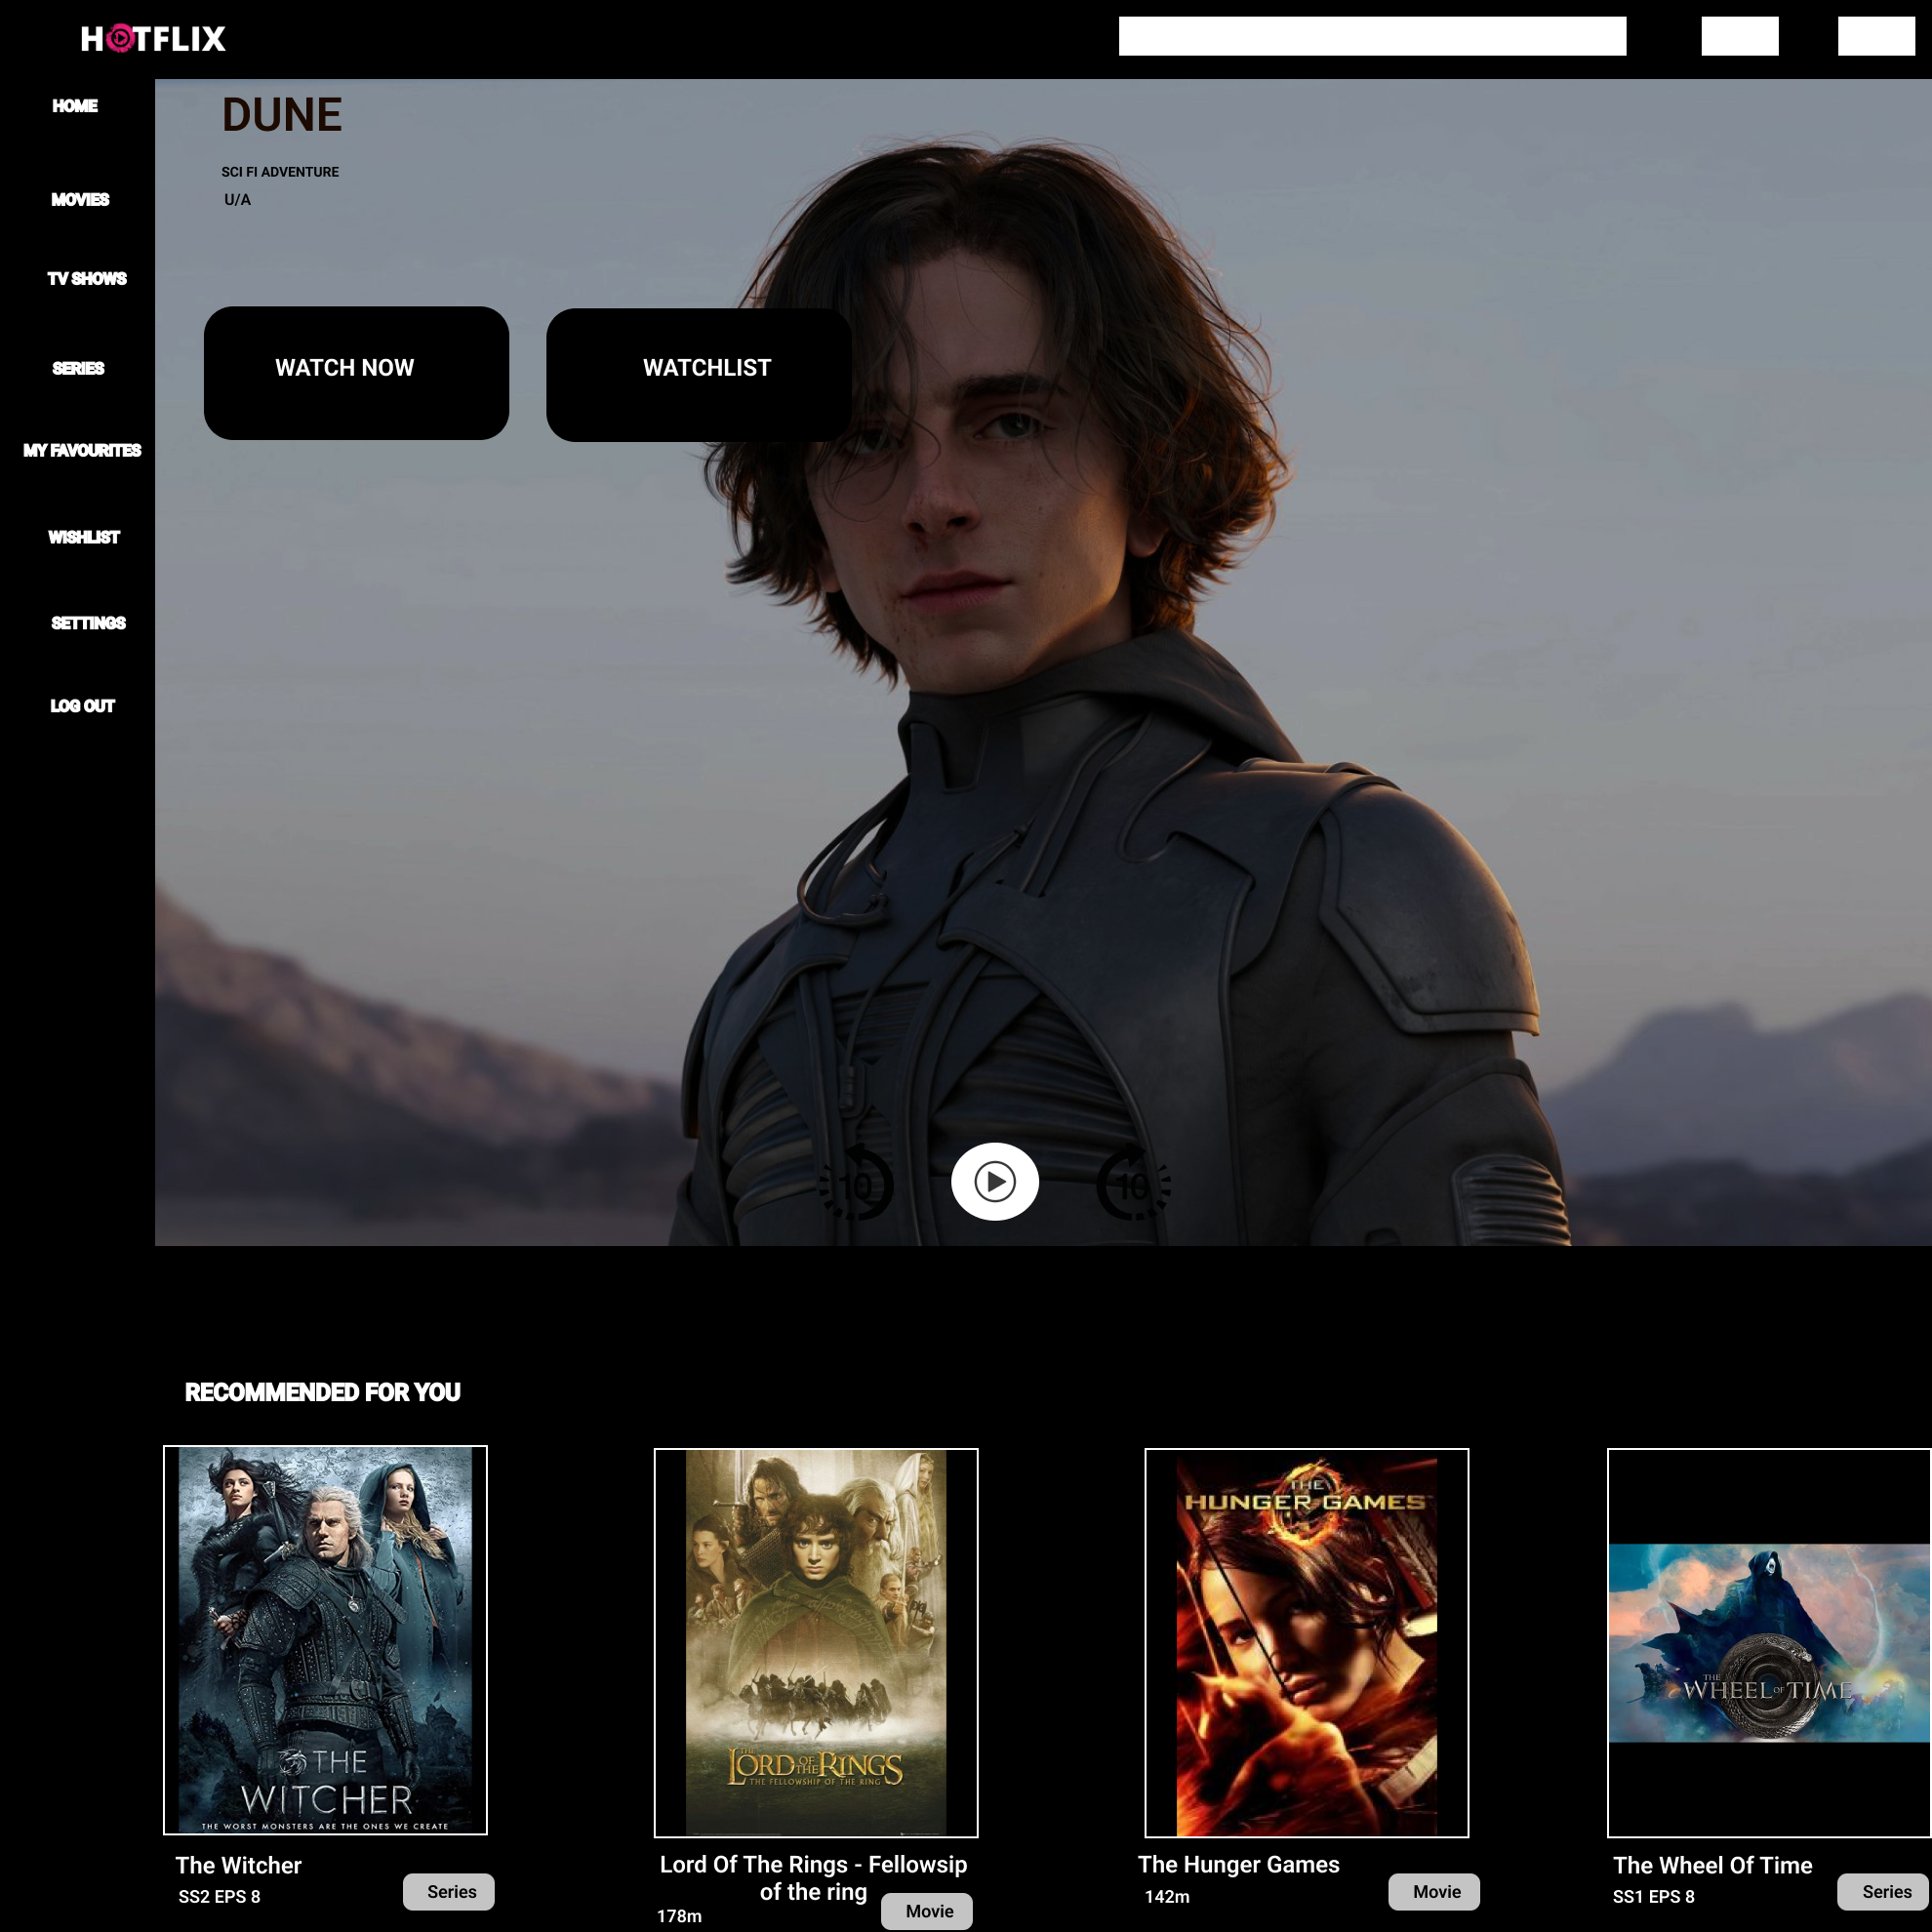 HOTFLIX
HOME
MOVIES
TV SHOWS
SERIES
MY FAVOURITES
WISHLIST
SETTINGS
LOG OUT
DUNE
SCI FI ADVENTURE
U/A
WATCH NOW
WATCHLIST
10
10
RECOMMENDED FOR YOU
THE
WITCHER
THE WORST MONSTERS ARE THE ONES WE CREATE
The Witcher
SS2 EPS 8
Series
THE
LORD OF THE RINGS
THE FELLOWSHIP OF THE RING
Lord Of The Rings - Fellowsip
of the ring
178m
Movie
THE
HUNGER GAMES
The Hunger Games
142m
Movie
THE
WHEEL OF TIME
The Wheel Of Time
SS1 EPS 8
Series